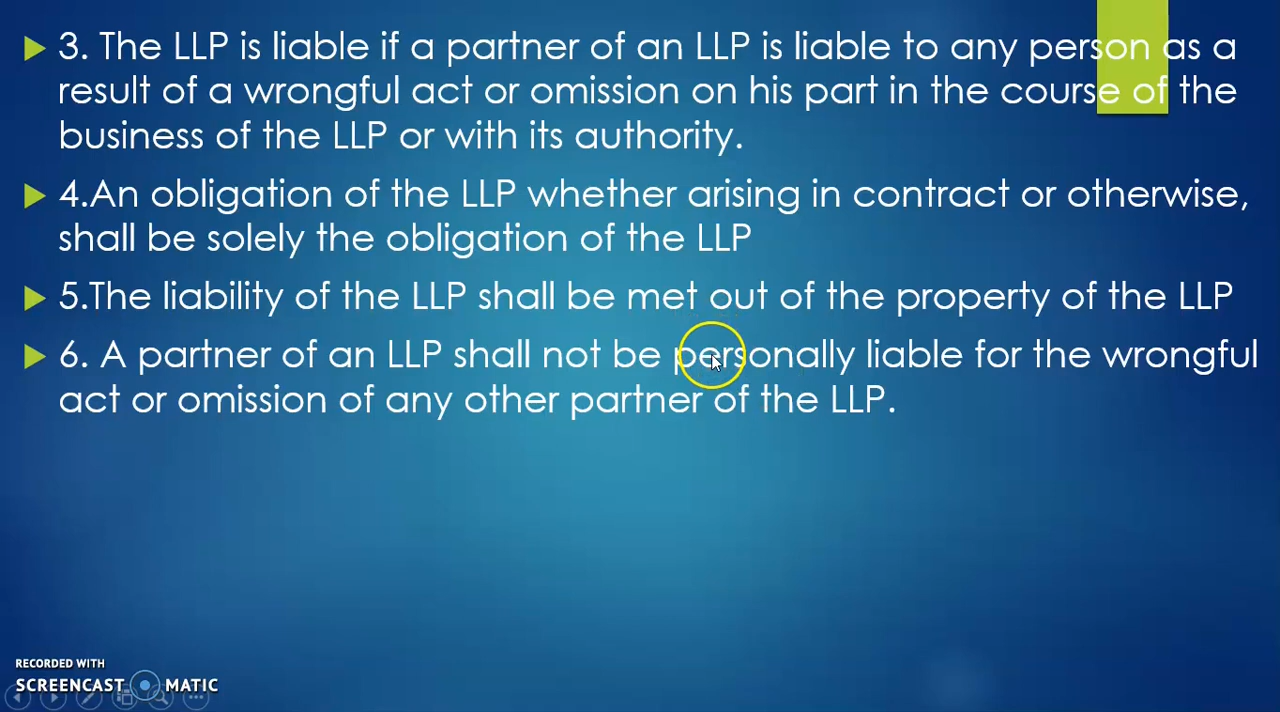 3. The LLP is liable if a partner of an LLP is liable to any person as a
result of a wrongful act or omission on his part in the course of the
business of the LLP or with its authority.
4.An obligation of the LLP whether arising in contract or otherwise,
shall be solely the obligation of the LLP
5.The liability of the LLP shall be met out of the property of the LLP
6. A partner of an LLP shall not be personally liable for the wrongful
act or omission of any other partner of the LLP.
RECORDED WITH
SCREENCAST MATIC